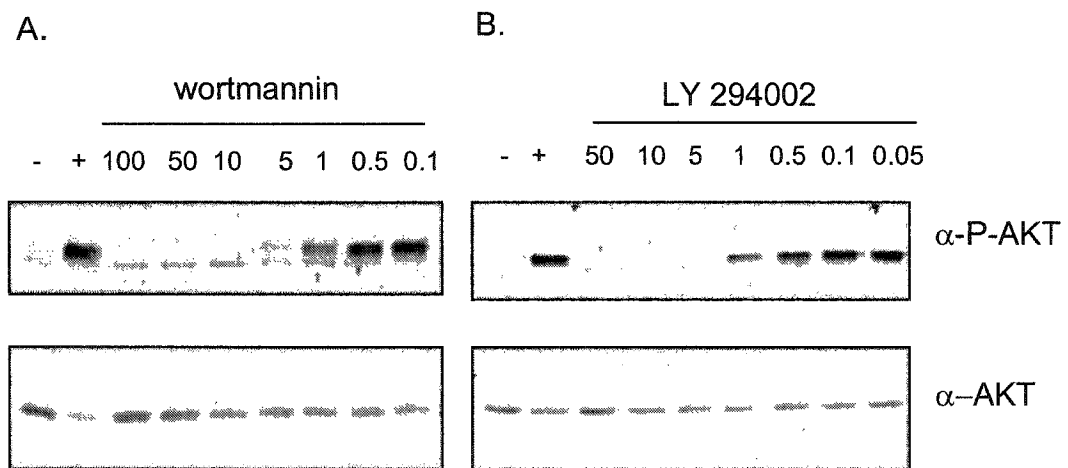 A.
wortmannin
- + 100 50 10 5 1 0.5 0.1
B.
LY 294002
- + 50 10 5 1 0.5 0.1 0.05
α-P-AKT
α–AKT